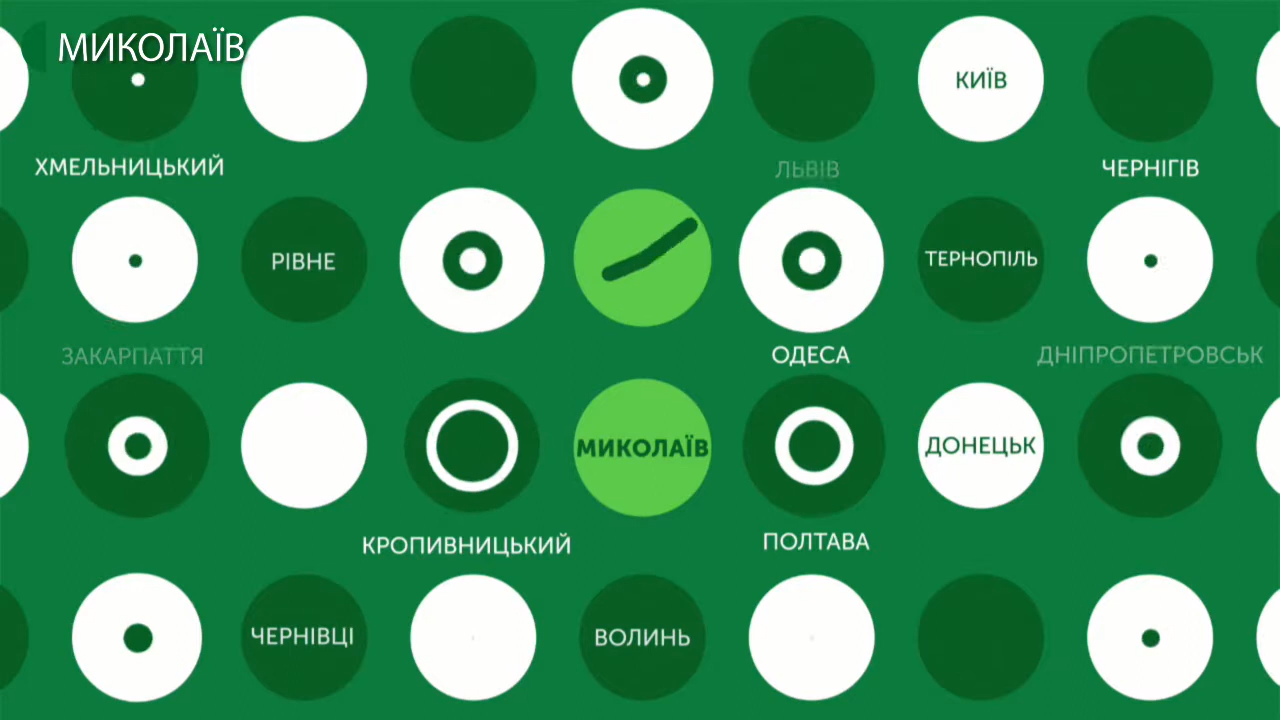 МИКОЛАЇВ
КИЇВ
ХМЕЛЬНИЦЬКИЙ
ЛЬВІВ
ЧЕРНІГІВ
РІВНЕ
ТЕРНОПІЛЬ
ЗАКАРПАТТЯ
ОДЕСА
ДНІПРОПЕТРОВСЬК
МИКОЛАЇВ
ДОНЕЦЬК
КРОПИВНИЦЬКИЙ
ПОЛТАВА
ЧЕРНІВЦІ
ВОЛИНЬ